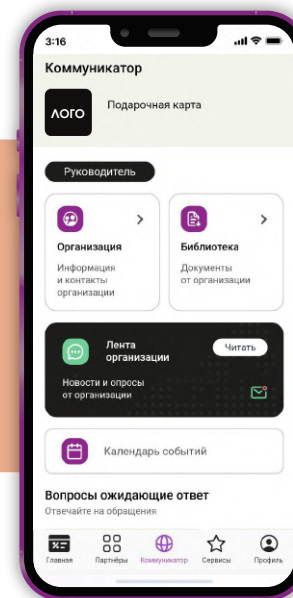 3:16
Коммуникатор
ЛОГО
Подарочная карта
Руководитель
Организация
Информация
и контакты
организации
Библиотека
Документы
от организации
Лента
организации
Читать
Новости и опросы
от организации
Календарь событий
Вопросы ожидающие ответ
Отвечайте на обращения
Главная
Партнёры
Коммуникатор
Сервисы
Профиль